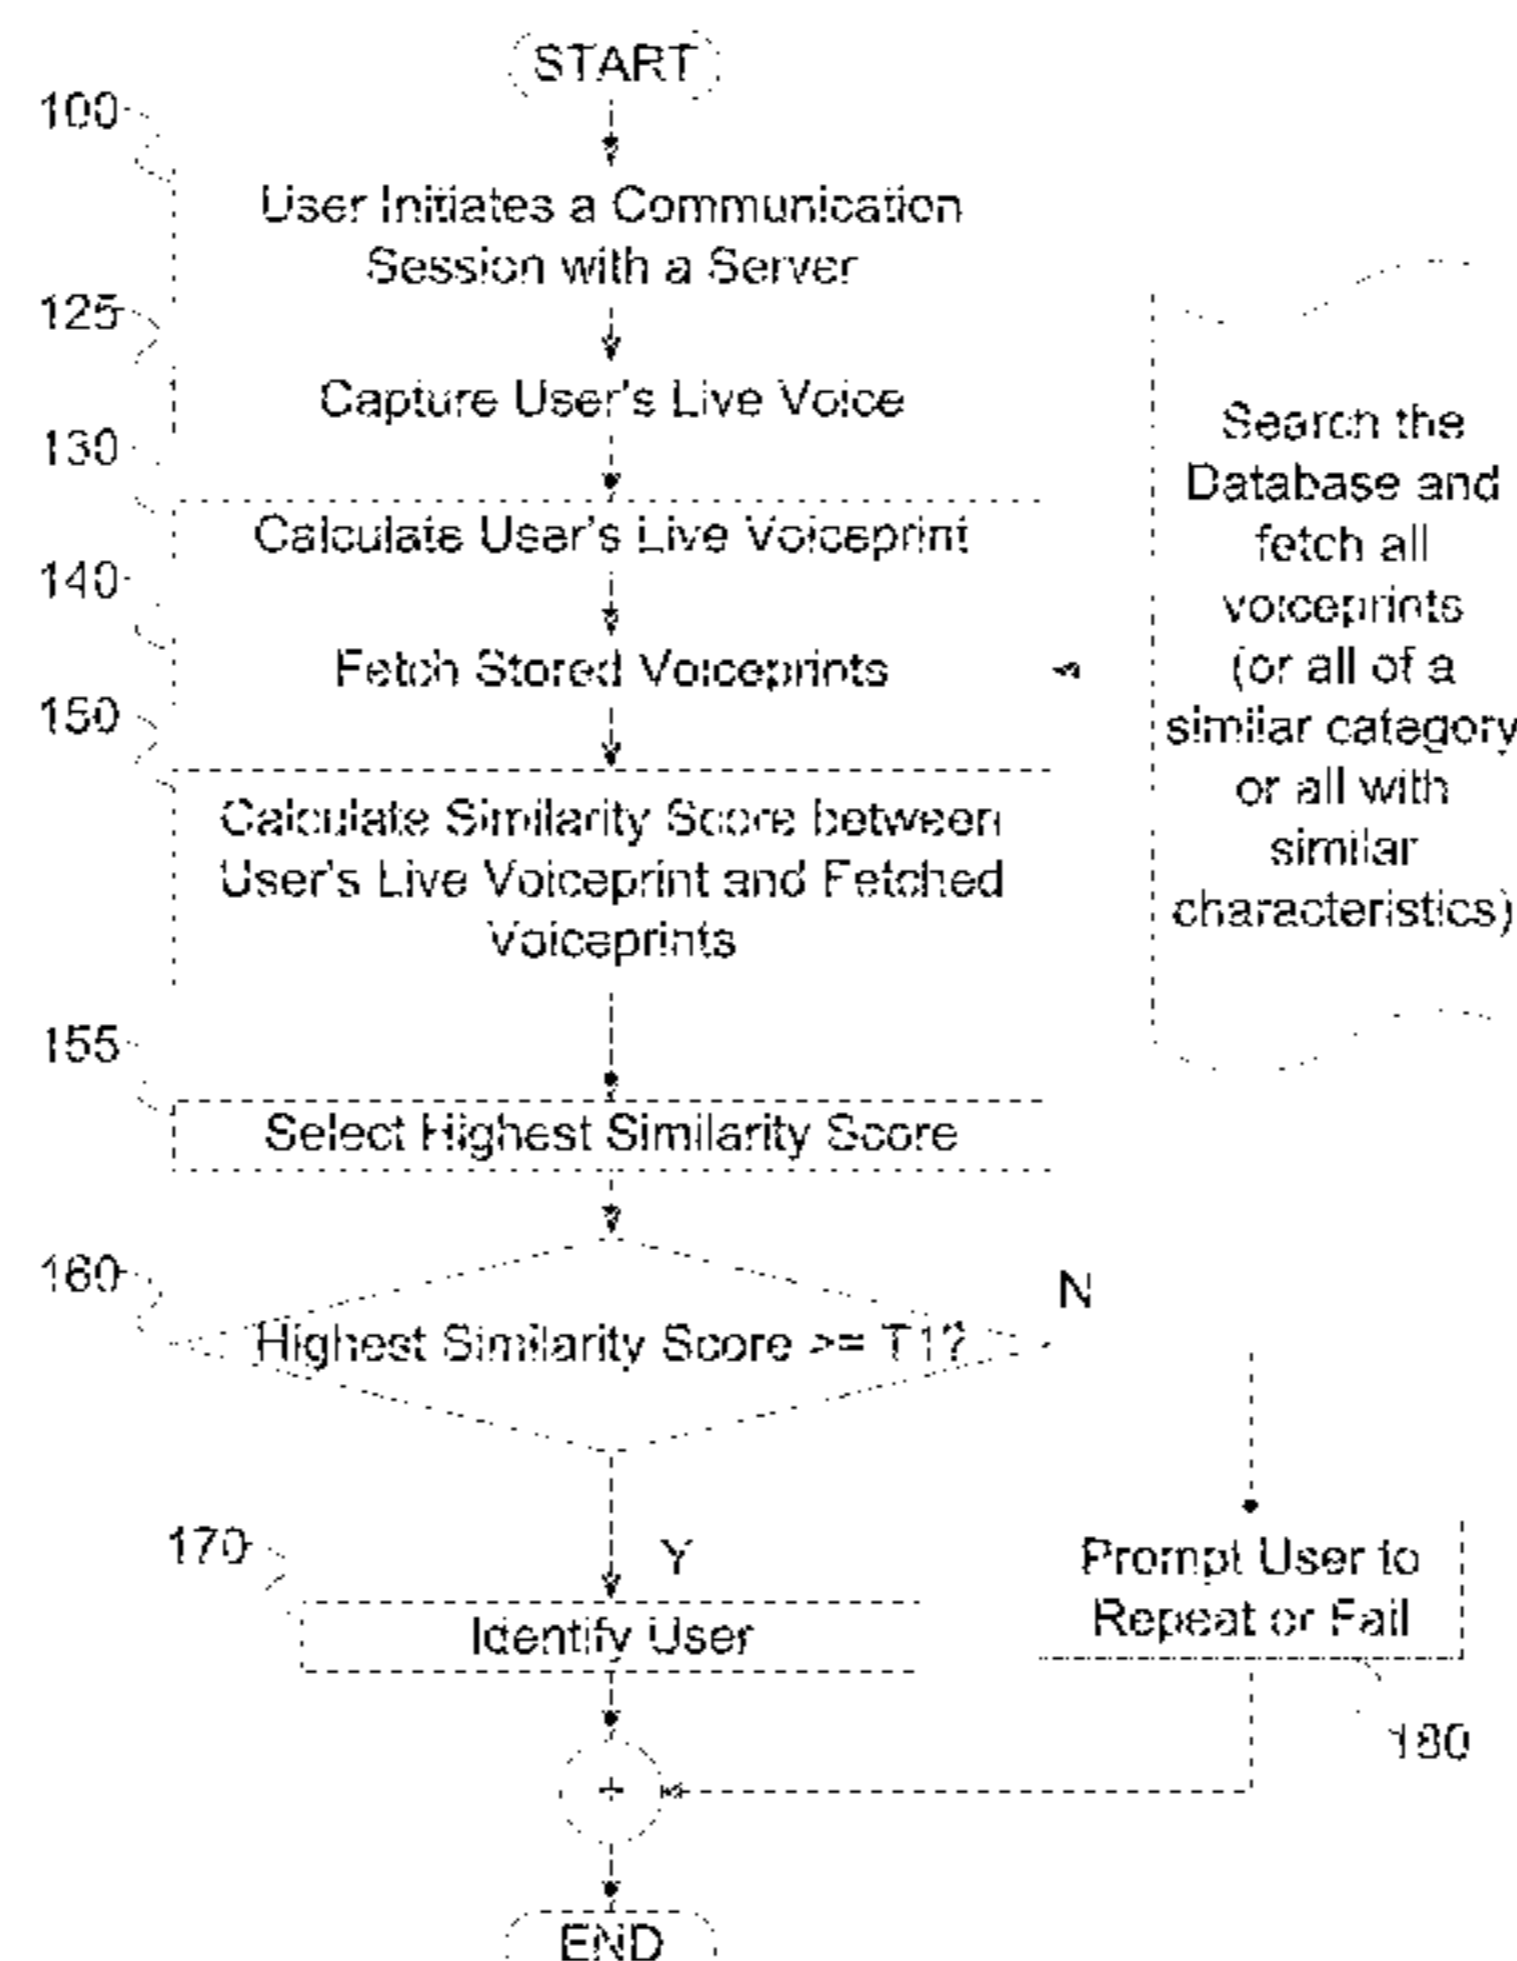 START
100
User Initiates a Communication
Session with a Server
125
Capture User's Live Voice
130
Calculate User's Live Voiceprint
140
Fetch Stored Voiceprints
150
Calculate Similarity Score between
User's Live Voiceprint and Fetched
Voiceprints
Search the
Database and
fetch all
voiceprints
(or all of a
similar category
or all with
similar
characteristics)
155
Select Highest Similarity Score
160
Highest Similarity Score >= T1?
N
170
Y
Identify User
Prompt User to
Repeat or Fail
180
+
END